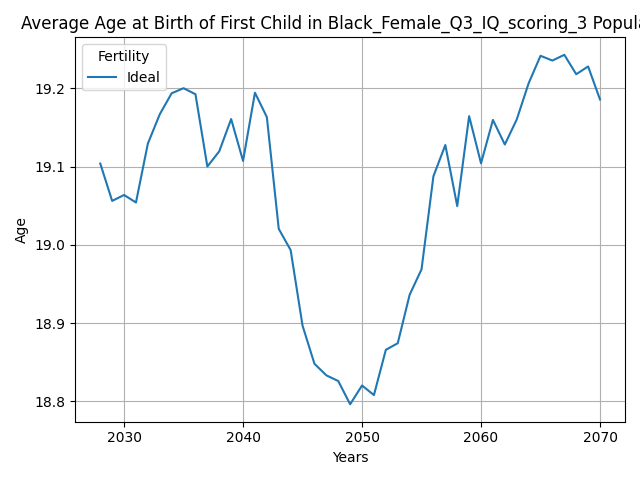 Average Age at Birth of First Child in Black_Female_Q3_IQ_scoring_3 Popula
Fertility
Ideal
19.2
19.1
19.0
18.9
18.8
Age
2030 2040 2050 2060 2070
Years